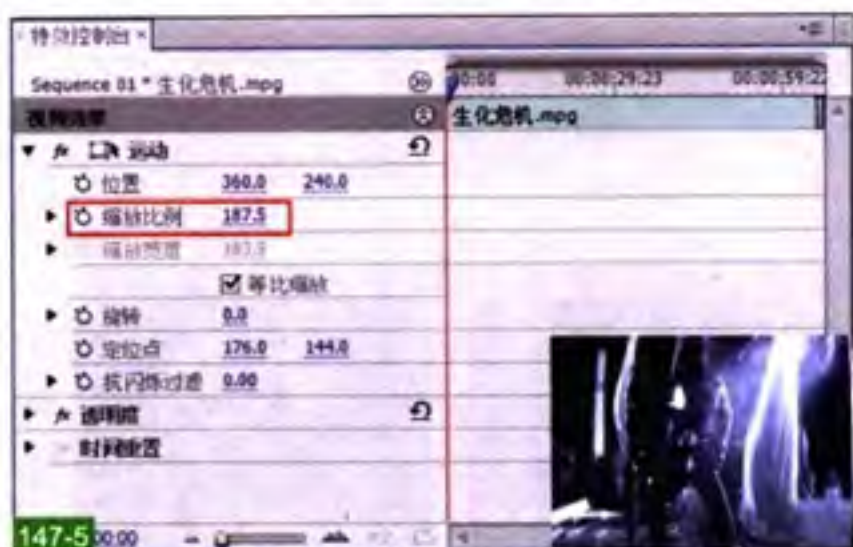 特效控制台 ×
Sequence 01 * 生化危机.mpg
00:00 00:00:29:23 00:00:59:22
视频效果
生化危机.mpg
fx 运动
位置 360.0 240.0
缩放比例 187.5
缩放宽度
等比缩放
旋转 0.0
定位点 176.0 144.0
抗闪烁过滤 0.00
fx 透明度
时间重置
147-5 00:00